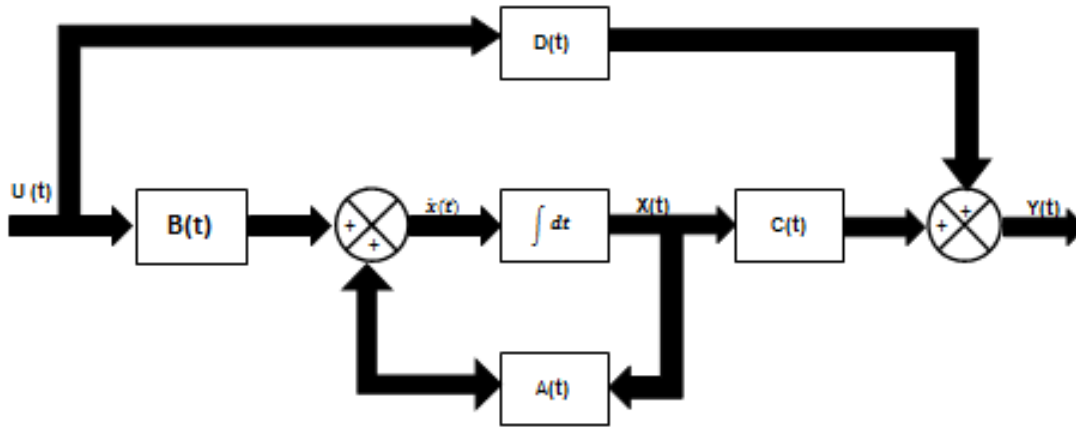 D(t)
U (t)
B(t)
+
+
ẋ(t)
∫ dt
X(t)
C(t)
+
+
Y(t)
A(t)